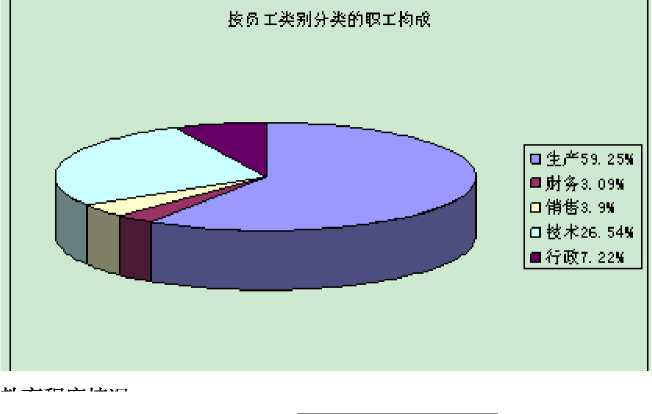 按员工类别分类的职工构成
生产59.25%
财务3.09%
销售3.9%
技术26.54%
行政7.22%